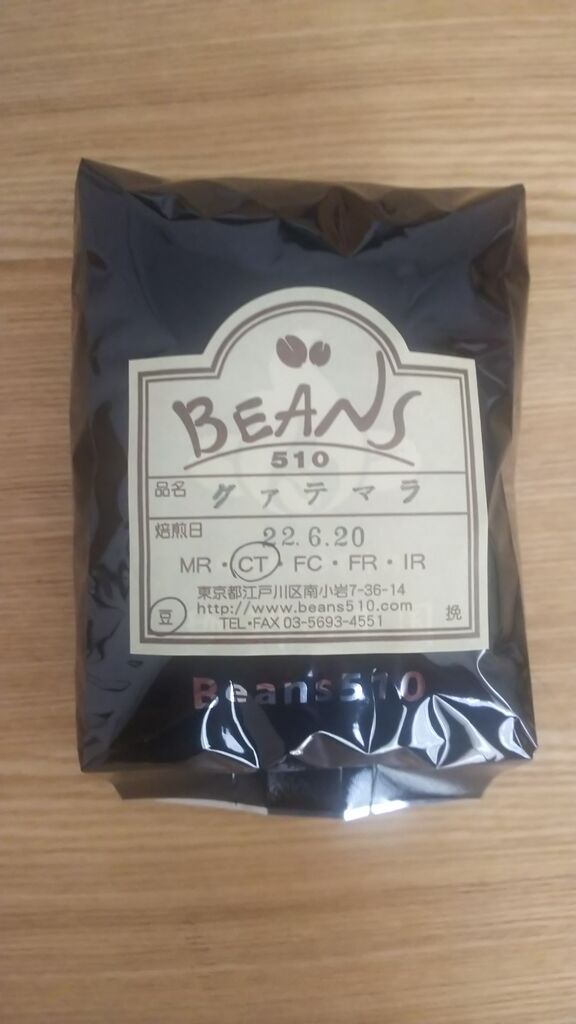 BEANS
510
品名 グァテマラ
焙煎日 22.6.20
MR・CT・FC・FR・IR
東京都江戸川区南小岩7-36-14
豆 http://www.beans510.com 挽
TEL・FAX 03-5693-4551
Beans510